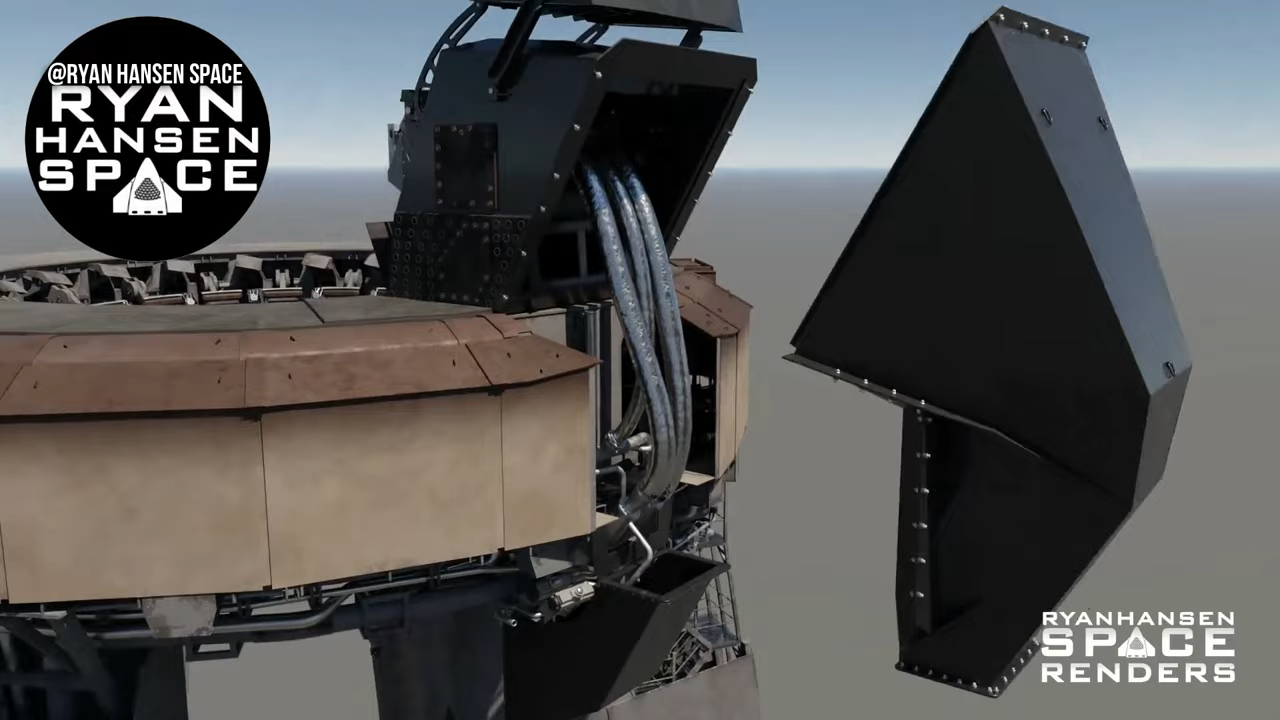 @RYAN HANSEN SPACE
RYAN
HANSEN
SPACE
RYANHANSEN
SPACE
RENDERS